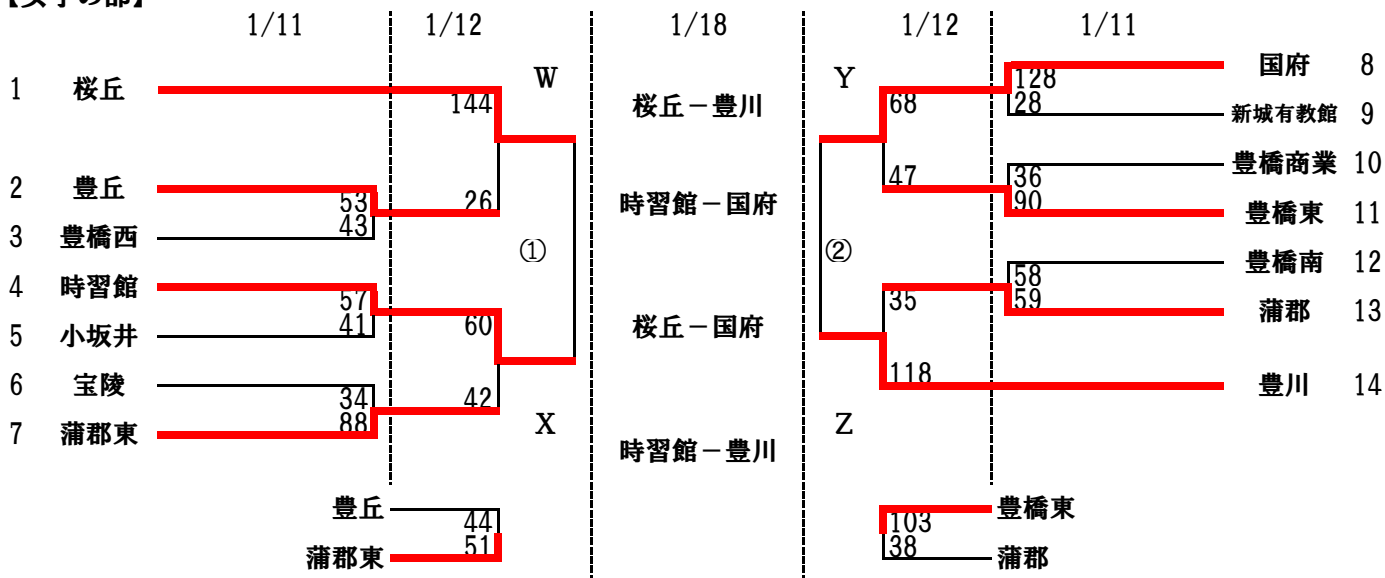 【女子の部】
1/11 1/12 1/18 1/12 1/11
W Y
1 桜丘 144 桜丘－豊川 68 128 国府 8
28 新城有教館 9
2 豊丘 53 26 時習館－国府 47 36 豊橋商業 10
3 豊橋西 43 90 豊橋東 11
① ②
4 時習館 57 58 豊橋南 12
5 小坂井 41 60 桜丘－国府 35 59 蒲郡 13
6 宝陵 34 42 118 豊川 14
7 蒲郡東 88 X 時習館－豊川 Z
豊丘 44 103 豊橋東
蒲郡東 51 38 蒲郡